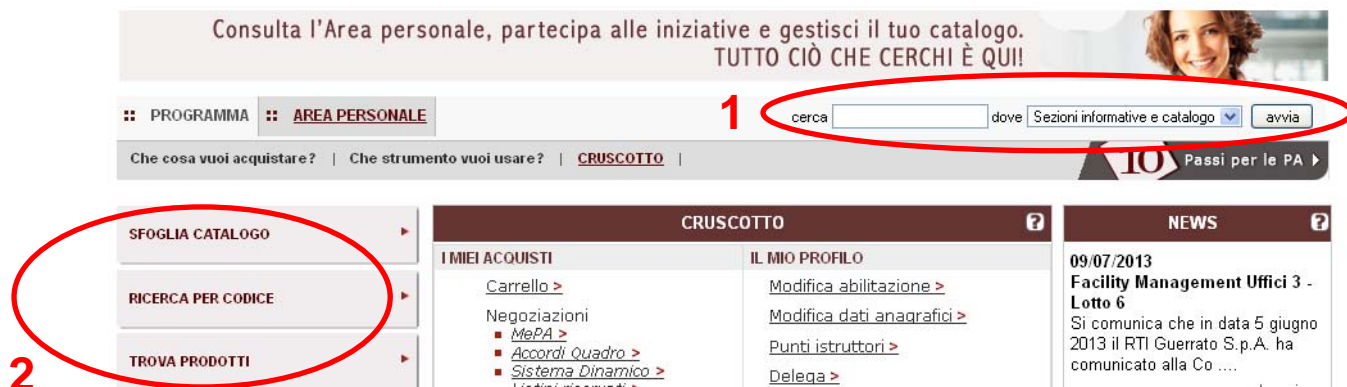 Consulta l'Area personale, partecipa alle iniziative e gestisci il tuo catalogo.
TUTTO CIÒ CHE CERCHI È QUI!
:: PROGRAMMA :: AREA PERSONALE
1
cerca dove Sezioni informative e catalogo avvia
Che cosa vuoi acquistare? | Che strumento vuoi usare? | CRUSCOTTO |
10 Passi per le PA
SFOGLIA CATALOGO
RICERCA PER CODICE
TROVA PRODOTTI
2
CRUSCOTTO ?
I MIEI ACQUISTI
Carrello >
Negoziazioni
MePA >
Accordi Quadro >
Sistema Dinamico >
Listini riservati >
IL MIO PROFILO
Modifica abilitazione >
Modifica dati anagrafici >
Punti istruttori >
Delega >
NEWS ?
09/07/2013
Facility Management Uffici 3 -
Lotto 6
Si comunica che in data 5 giugno
2013 il RTI Guerrato S.p.A. ha
comunicato alla Co ....